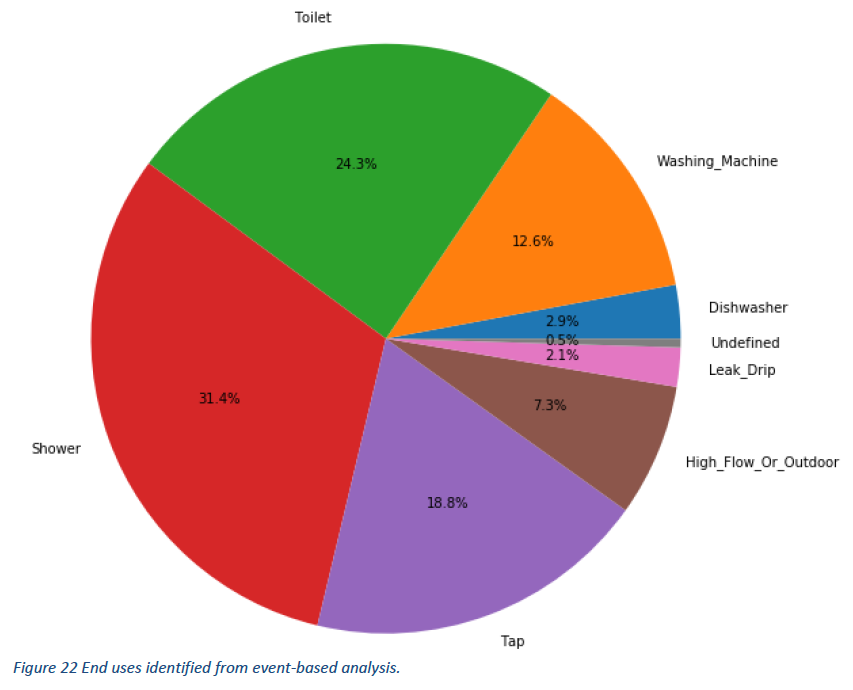 Toilet
24.3%
Washing_Machine
12.6%
Dishwasher
2.9%
Undefined
0.5%
Leak_Drip
2.1%
High_Flow_Or_Outdoor
7.3%
Shower
31.4%
Tap
18.8%
Figure 22 End uses identified from event-based analysis.